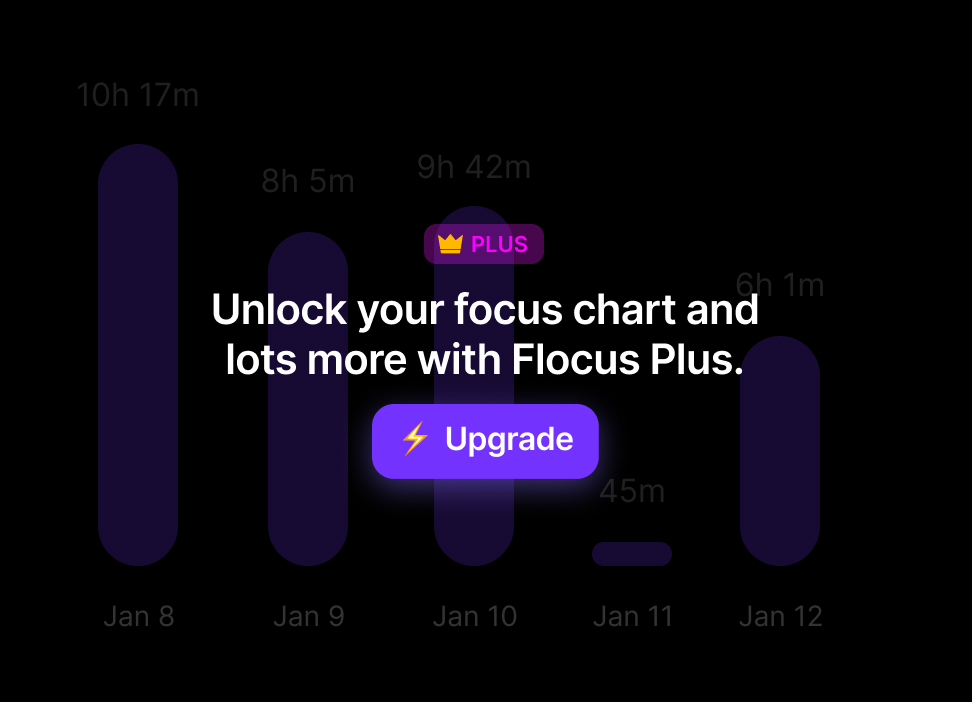 10h 17m
8h 5m
9h 42m
PLUS
6h 1m
Unlock your focus chart and
lots more with Flocus Plus.
Upgrade
45m
Jan 8
Jan 9
Jan 10
Jan 11
Jan 12